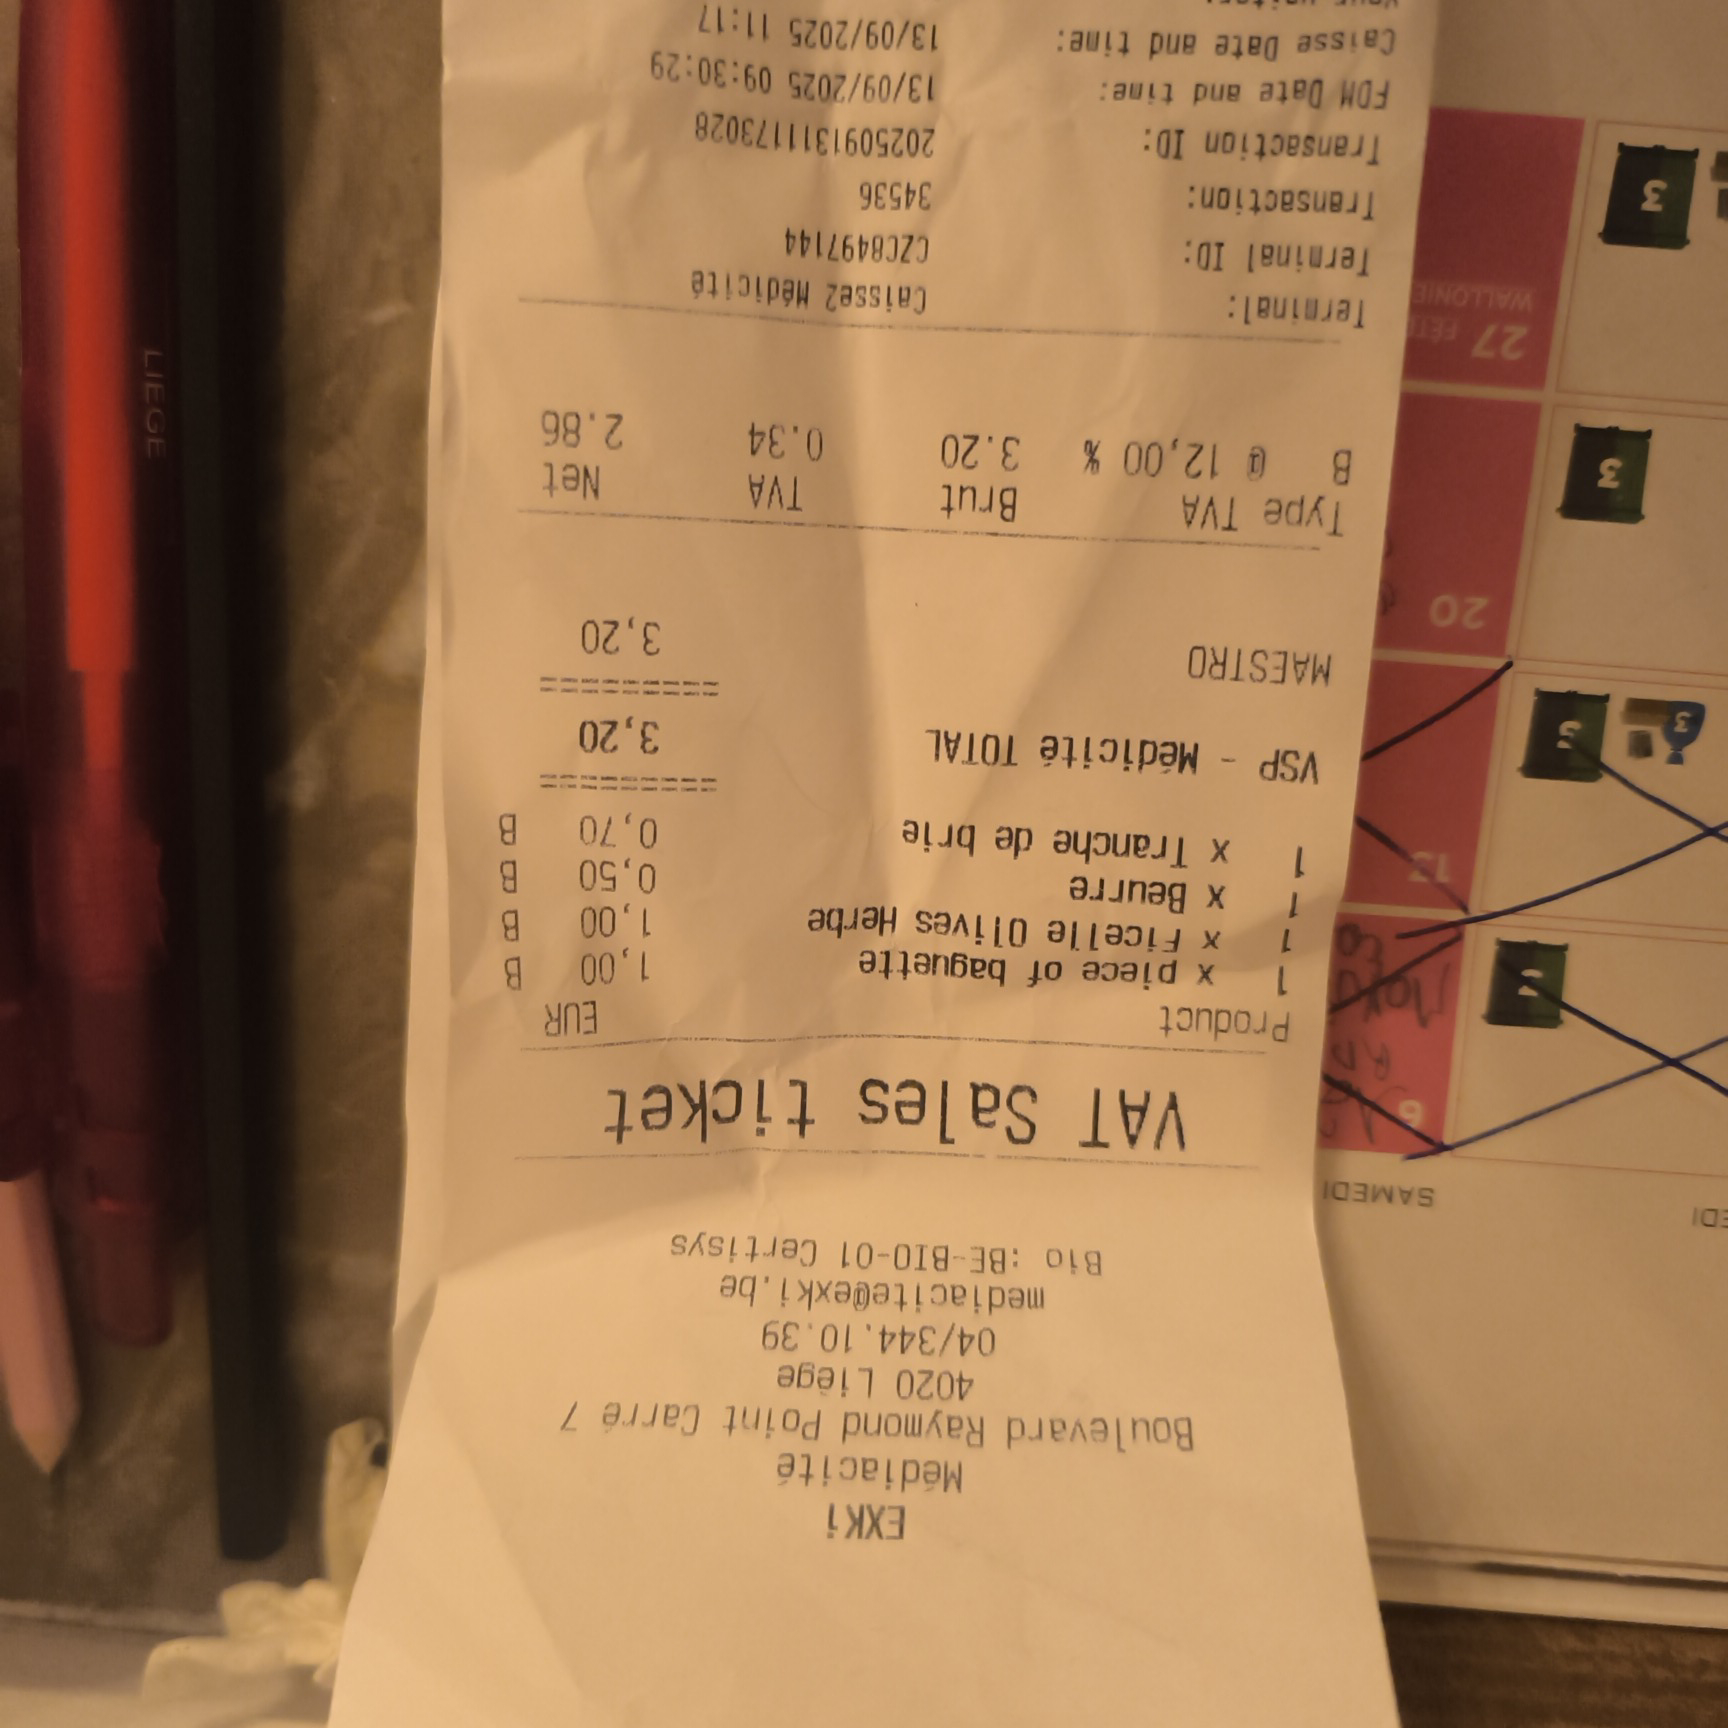 EXKi
Médiacité
Boulevard Raymond Point Carré 7
4020 Liège
04/344.10.39
mediacite@exki.be
Bio :BE-BIO-01 Certisys
VAT Sales ticket
Product EUR
1 x piece of baguette 1,00 B
1 x Ficelle Olives Herbe 1,00 B
1 x Beurre 0,50 B
1 x Tranche de brie 0,70 B
VSP - Médicité TOTAL 3,20
MAESTRO 3,20
Type TVA Brut TVA Net
B @ 12,00 % 3.20 0.34 2.86
Terminal: Caisse2 Médicité
Terminal ID: CZC8497144
Transaction: 34536
Transaction ID: 2025091311173028
FDM Date and time: 13/09/2025 09:30:29
Caisse Date and time: 13/09/2025 11:17
SAMEDI
6
13
20
27
WALLONIE
3
3
3
3
LIEGE